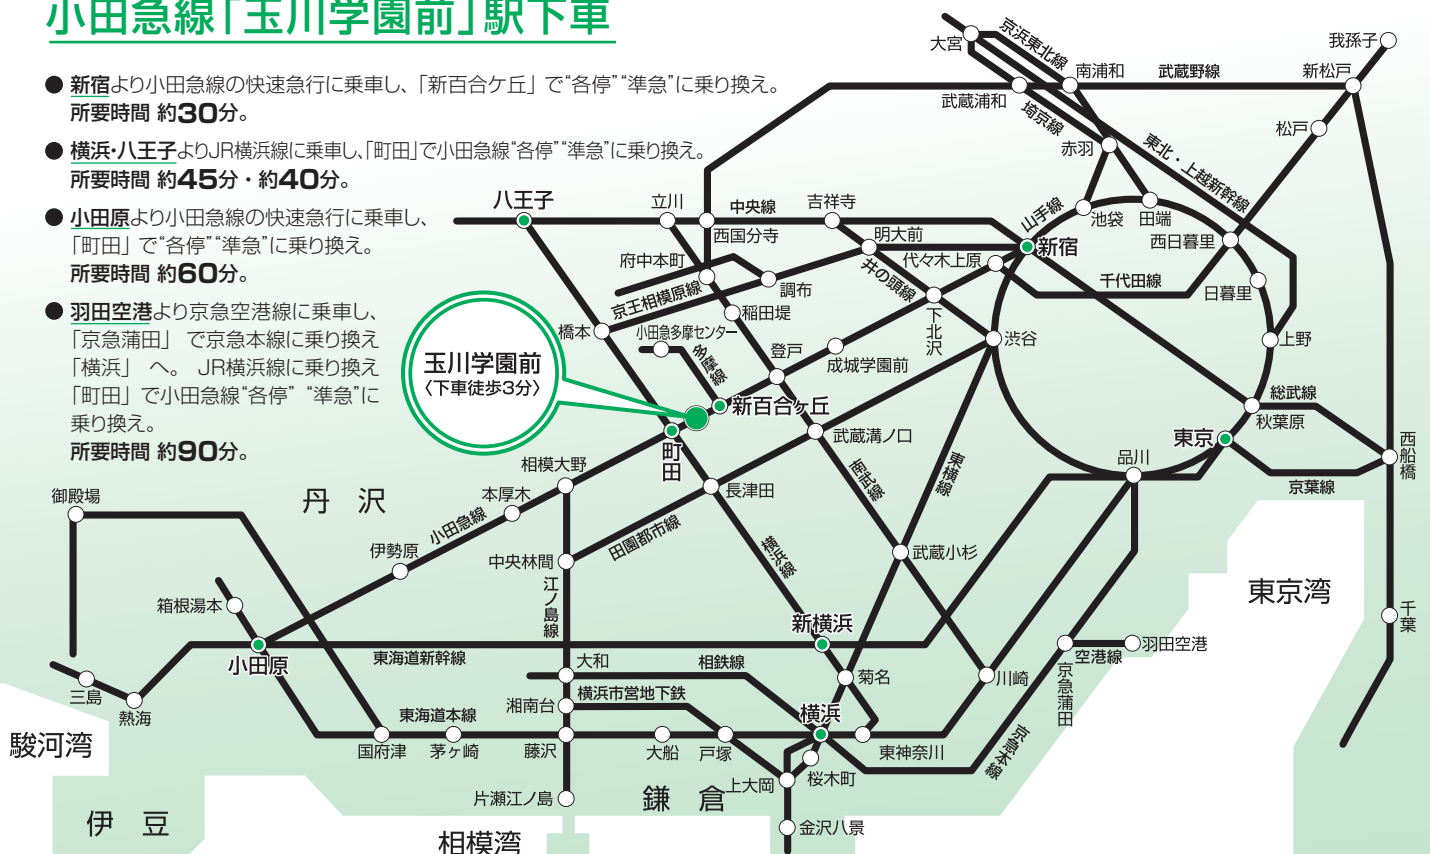 小田急線「玉川学園前」駅下車
● 新宿より小田急線の快速急行に乗車し、「新百合ケ丘」で“各停”“準急”に乗り換え。
所要時間 約30分。
● 横浜・八王子よりJR横浜線に乗車し、「町田」で小田急線“各停”“準急”に乗り換え。
所要時間 約45分・約40分。
● 小田原より小田急線の快速急行に乗車し、
「町田」で“各停”“準急”に乗り換え。
所要時間 約60分。
● 羽田空港より京急空港線に乗車し、
「京急蒲田」 で京急本線に乗り換え
「横浜」 へ。 JR横浜線に乗り換え
「町田」で小田急線“各停” “準急”に
乗り換え。
所要時間 約90分。
玉川学園前
〈下車徒歩3分〉
大宮
京浜東北線
南浦和
武蔵野線
新松戸
我孫子
武蔵浦和
埼京線
松戸
赤羽
東北・上越新幹線
八王子
立川
中央線
吉祥寺
山手線
池袋
田端
西国分寺
明大前
新宿
西日暮里
府中本町
代々木上原
井の頭線
千代田線
日暮里
京王相模原線
調布
稲田堤
下北沢
渋谷
上野
橋本
小田急多摩センター
多摩線
登戸
成城学園前
新百合ヶ丘
総武線
秋葉原
町田
武蔵溝ノ口
東京
西船橋
京葉線
品川
相模大野
長津田
南武線
東横線
御殿場
丹 沢
本厚木
小田急線
田園都市線
伊勢原
中央林間
横浜線
武蔵小杉
江ノ島線
東京湾
箱根湯本
千葉
新横浜
小田原
東海道新幹線
大和
相鉄線
菊名
川崎
京急蒲田
空港線
羽田空港
三島
熱海
湘南台
横浜市営地下鉄
横浜
東海道本線
駿河湾
国府津
茅ヶ崎
藤沢
大船
戸塚
東神奈川
京急本線
上大岡
桜木町
片瀬江ノ島
鎌 倉
伊 豆
相模湾
金沢八景